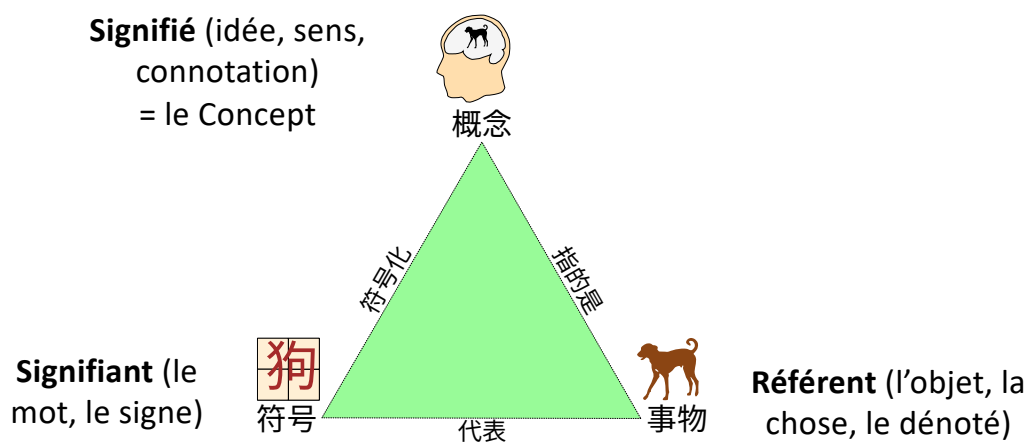 Signifié (idée, sens,
connotation)
= le Concept
概念
符号化
指的是
狗
Signifiant (le
mot, le signe)
符号
代表
事物
Référent (l’objet, la
chose, le dénoté)